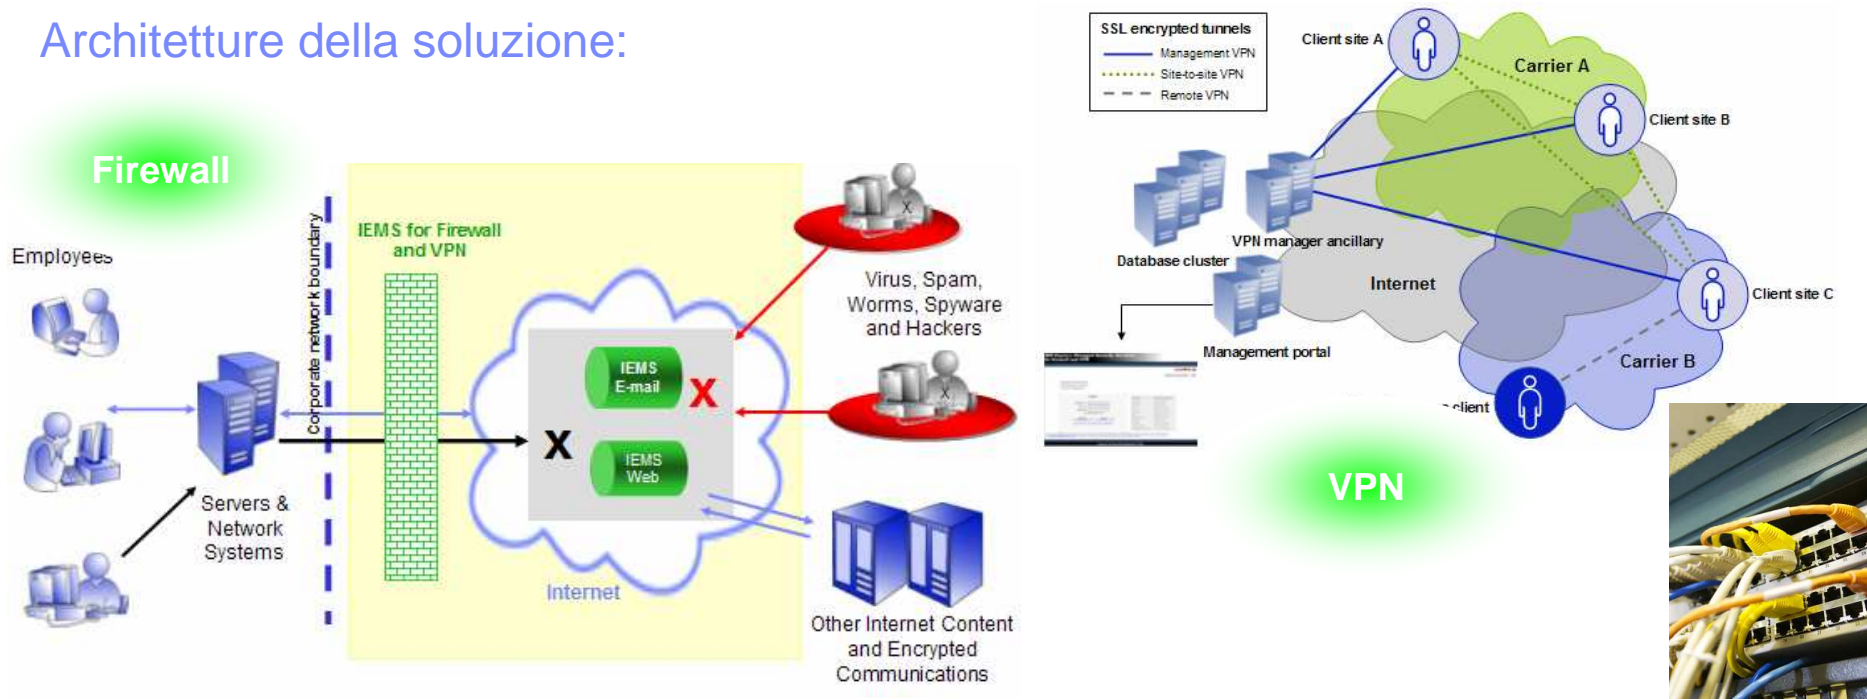 Architetture della soluzione:
Firewall
Employees
Corporate network boundary
IEMS for Firewall
and VPN
Servers &
Network
Systems
IEMS
E-mail
X
X
IEMS
Web
Internet
X
Virus, Spam,
Worms, Spyware
and Hackers
X
Other Internet Content
and Encrypted
Communications
SSL encrypted tunnels
Management VPN
Site-to-site VPN
Remote VPN
Client site A
Carrier A
Client site B
VPN manager ancillary
Database cluster
Internet
Client site C
Management portal
Carrier B
client
VPN